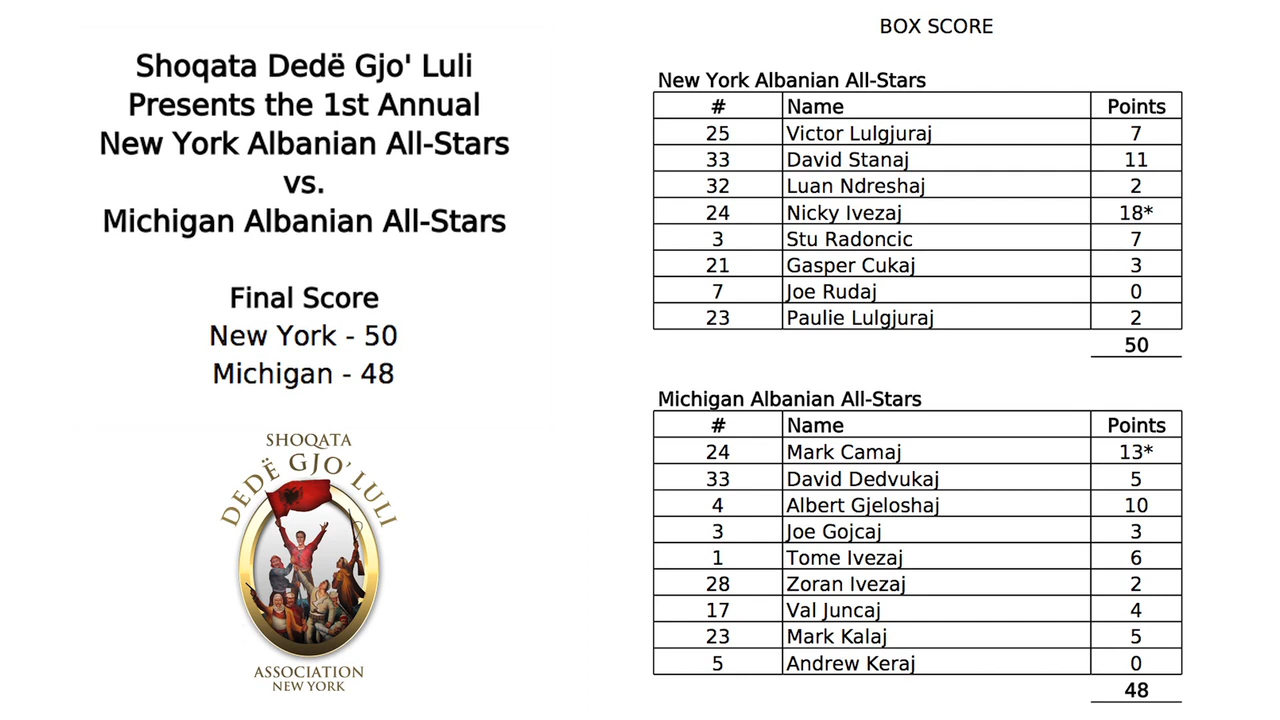 Shoqata Dedë Gjo' Luli
Presents the 1st Annual
New York Albanian All-Stars
vs.
Michigan Albanian All-Stars
Final Score
New York - 50
Michigan - 48
SHOQATA
DEDË GJO' LULI
ASSOCIATION
NEW YORK
BOX SCORE
New York Albanian All-Stars
# Name Points
25 Victor Lulgjuraj 7
33 David Stanaj 11
32 Luan Ndreshaj 2
24 Nicky Ivezaj 18*
3 Stu Radoncic 7
21 Gasper Cukaj 3
7 Joe Rudaj 0
23 Paulie Lulgjuraj 2
50
Michigan Albanian All-Stars
# Name Points
24 Mark Camaj 13*
33 David Dedvukaj 5
4 Albert Gjeloshaj 10
3 Joe Gojcaj 3
1 Tome Ivezaj 6
28 Zoran Ivezaj 2
17 Val Juncaj 4
23 Mark Kalaj 5
5 Andrew Keraj 0
48